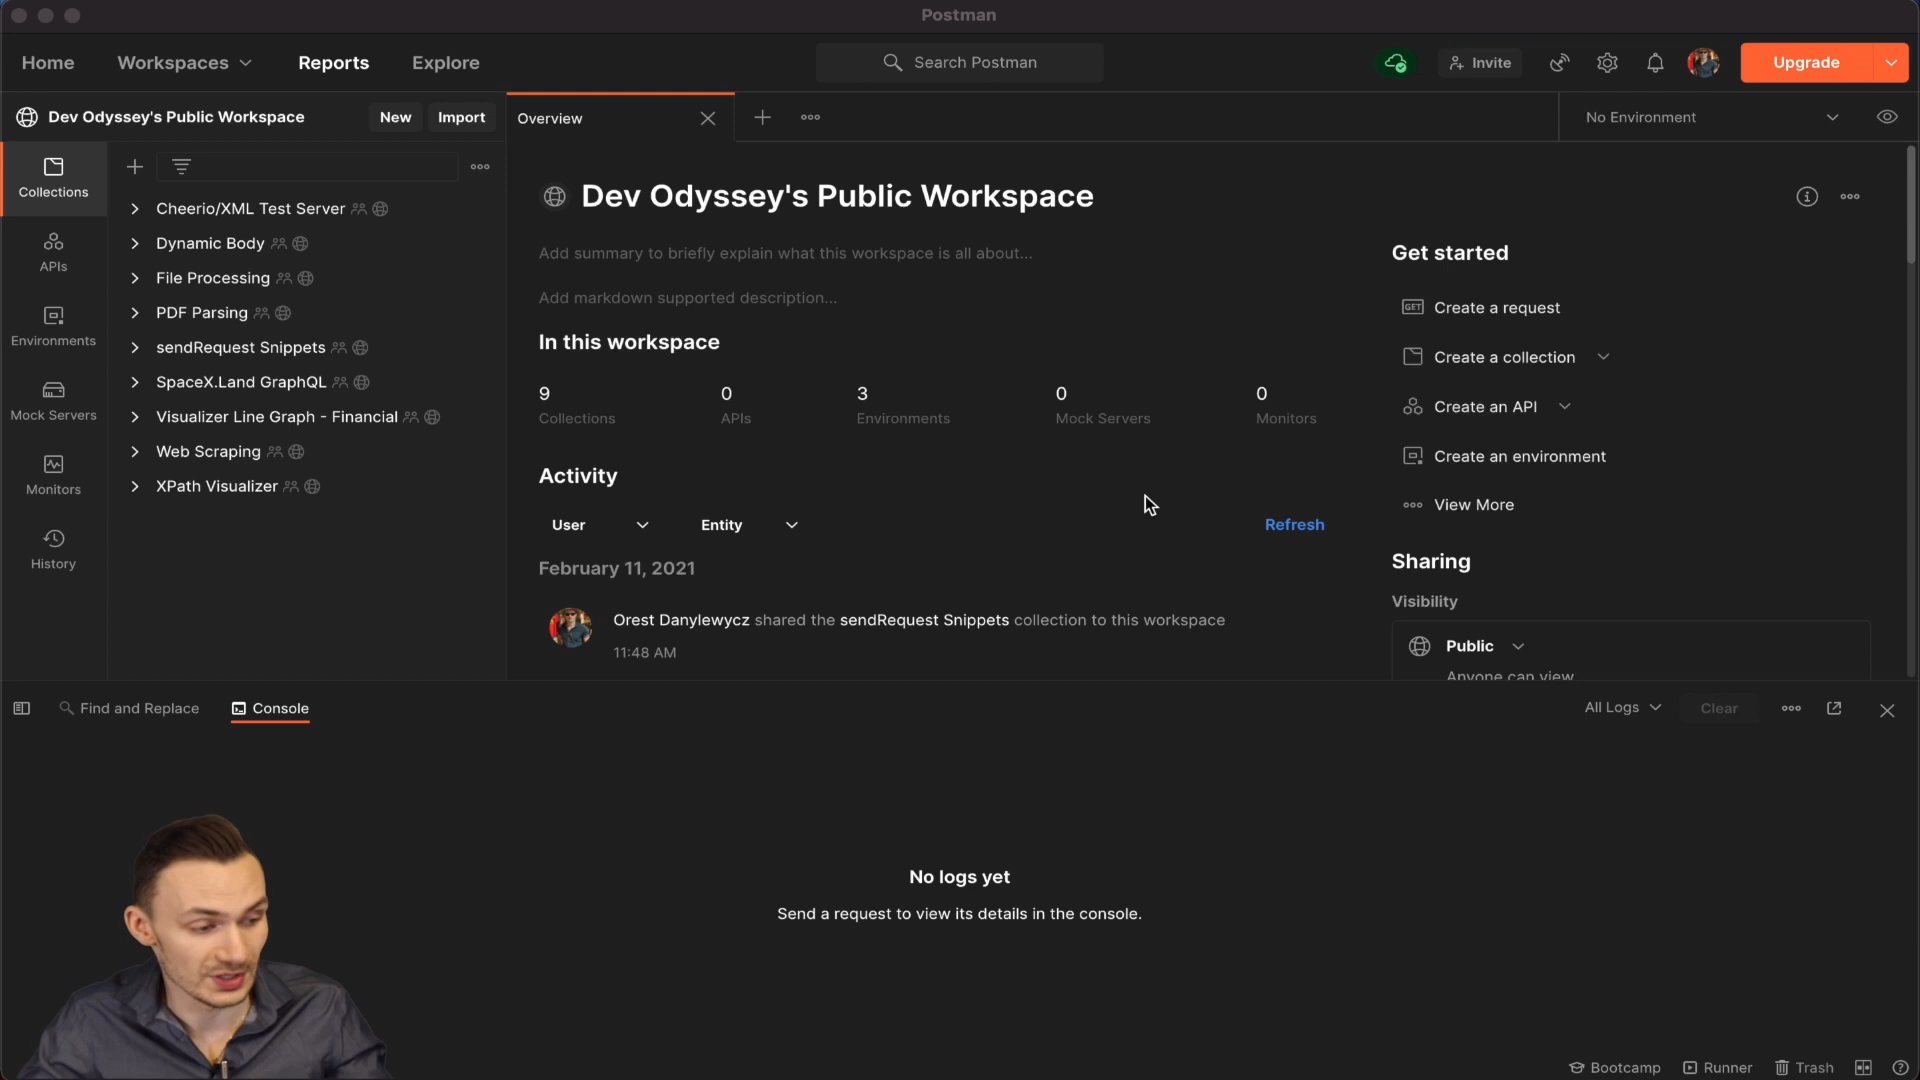 Postman
Home
Workspaces
Reports
Explore
Search Postman
Invite
Upgrade
Dev Odyssey's Public Workspace
New
Import
Overview
No Environment
Collections
APIs
Environments
Mock Servers
Monitors
History
Cheerio/XML Test Server
Dynamic Body
File Processing
PDF Parsing
sendRequest Snippets
SpaceX.Land GraphQL
Visualizer Line Graph - Financial
Web Scraping
XPath Visualizer
Dev Odyssey's Public Workspace
Add summary to briefly explain what this workspace is all about...
Add markdown supported description...
In this workspace
9
Collections
0
APIs
3
Environments
0
Mock Servers
0
Monitors
Activity
User
Entity
Refresh
February 11, 2021
Orest Danylewycz shared the sendRequest Snippets collection to this workspace
11:48 AM
Get started
GET
Create a request
Create a collection
Create an API
Create an environment
View More
Sharing
Visibility
Public
Anyone can view
Find and Replace
Console
All Logs
Clear
No logs yet
Send a request to view its details in the console.
Bootcamp
Runner
Trash